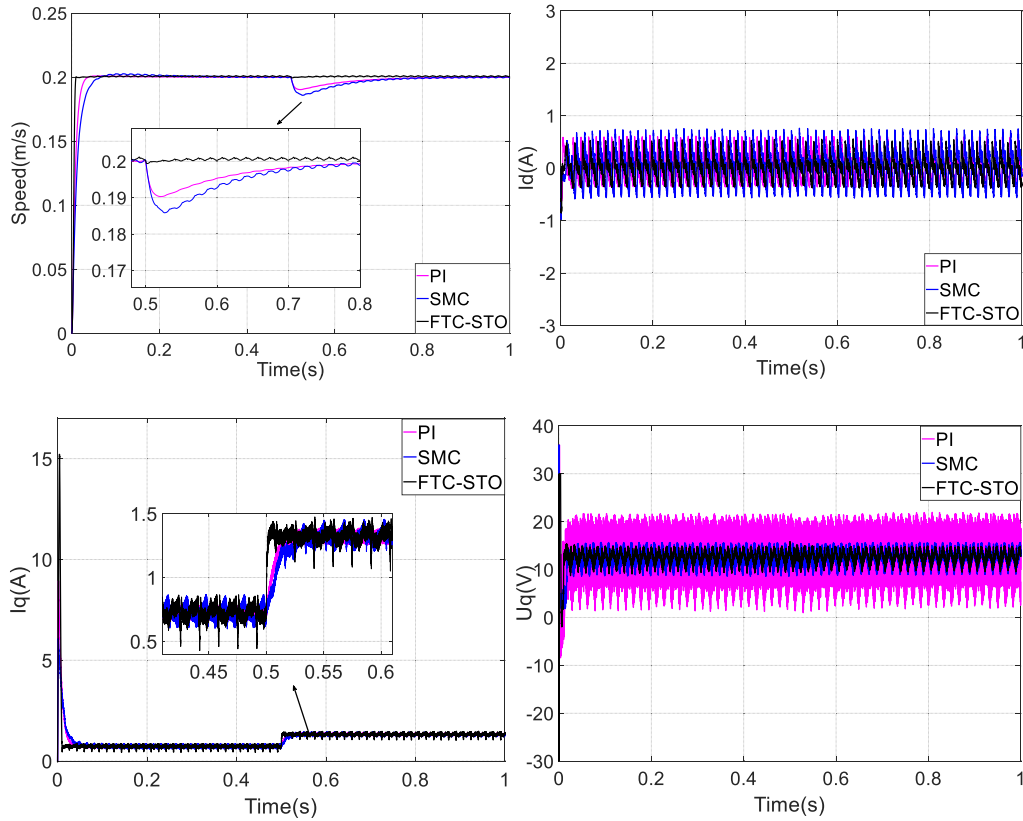 0.25
0.2
0.15
0.1
0.05
0
Speed(m/s)
0.2
0.19
0.18
0.17
0.5 0.6 0.7 0.8
PI
SMC
FTC-STO
0 0.2 0.4 0.6 0.8 1
Time(s)
3
2
1
0
-1
-2
-3
Id(A)
PI
SMC
FTC-STO
0 0.2 0.4 0.6 0.8 1
Time(s)
15
10
5
0
Iq(A)
PI
SMC
FTC-STO
1.5
1
0.5
0.45 0.5 0.55 0.6
0 0.2 0.4 0.6 0.8 1
Time(s)
40
30
20
10
0
-10
-20
-30
Uq(V)
PI
SMC
FTC-STO
0 0.2 0.4 0.6 0.8 1
Time(s)